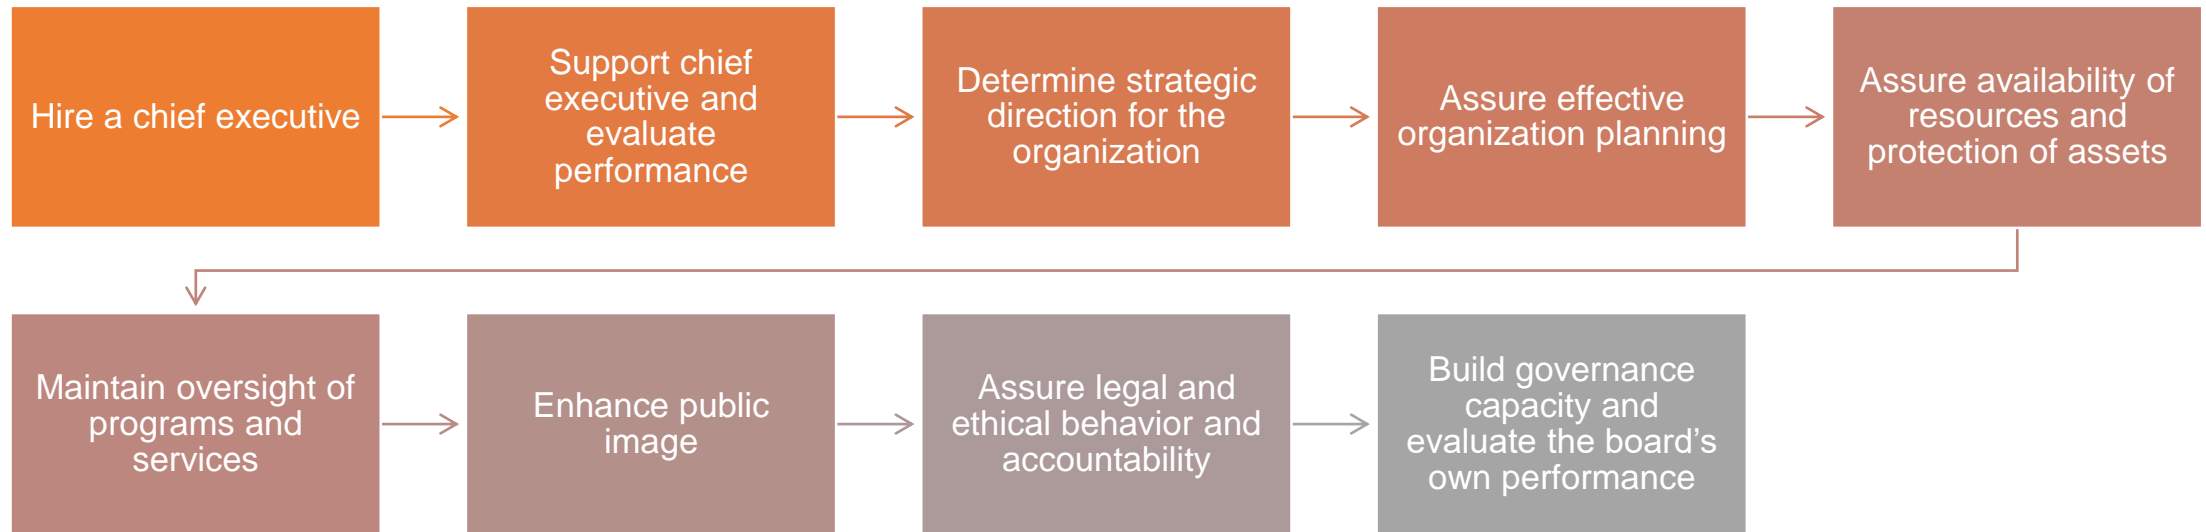 Hire a chief executive
Support chief
executive and
evaluate
performance
Determine strategic
direction for the
organization
Assure effective
organization planning
Assure availability of
resources and
protection of assets
Maintain oversight of
programs and
services
Enhance public
image
Assure legal and
ethical behavior and
accountability
Build governance
capacity and
evaluate the board’s
own performance